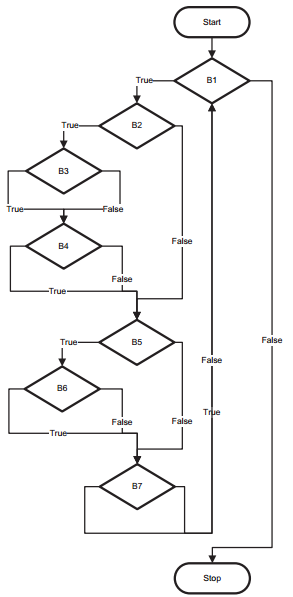 Start
B1
True
B2
True
B3
True
False
B4
False
False
True
B5
True
False
False
B6
True
False
False
True
B7
Stop